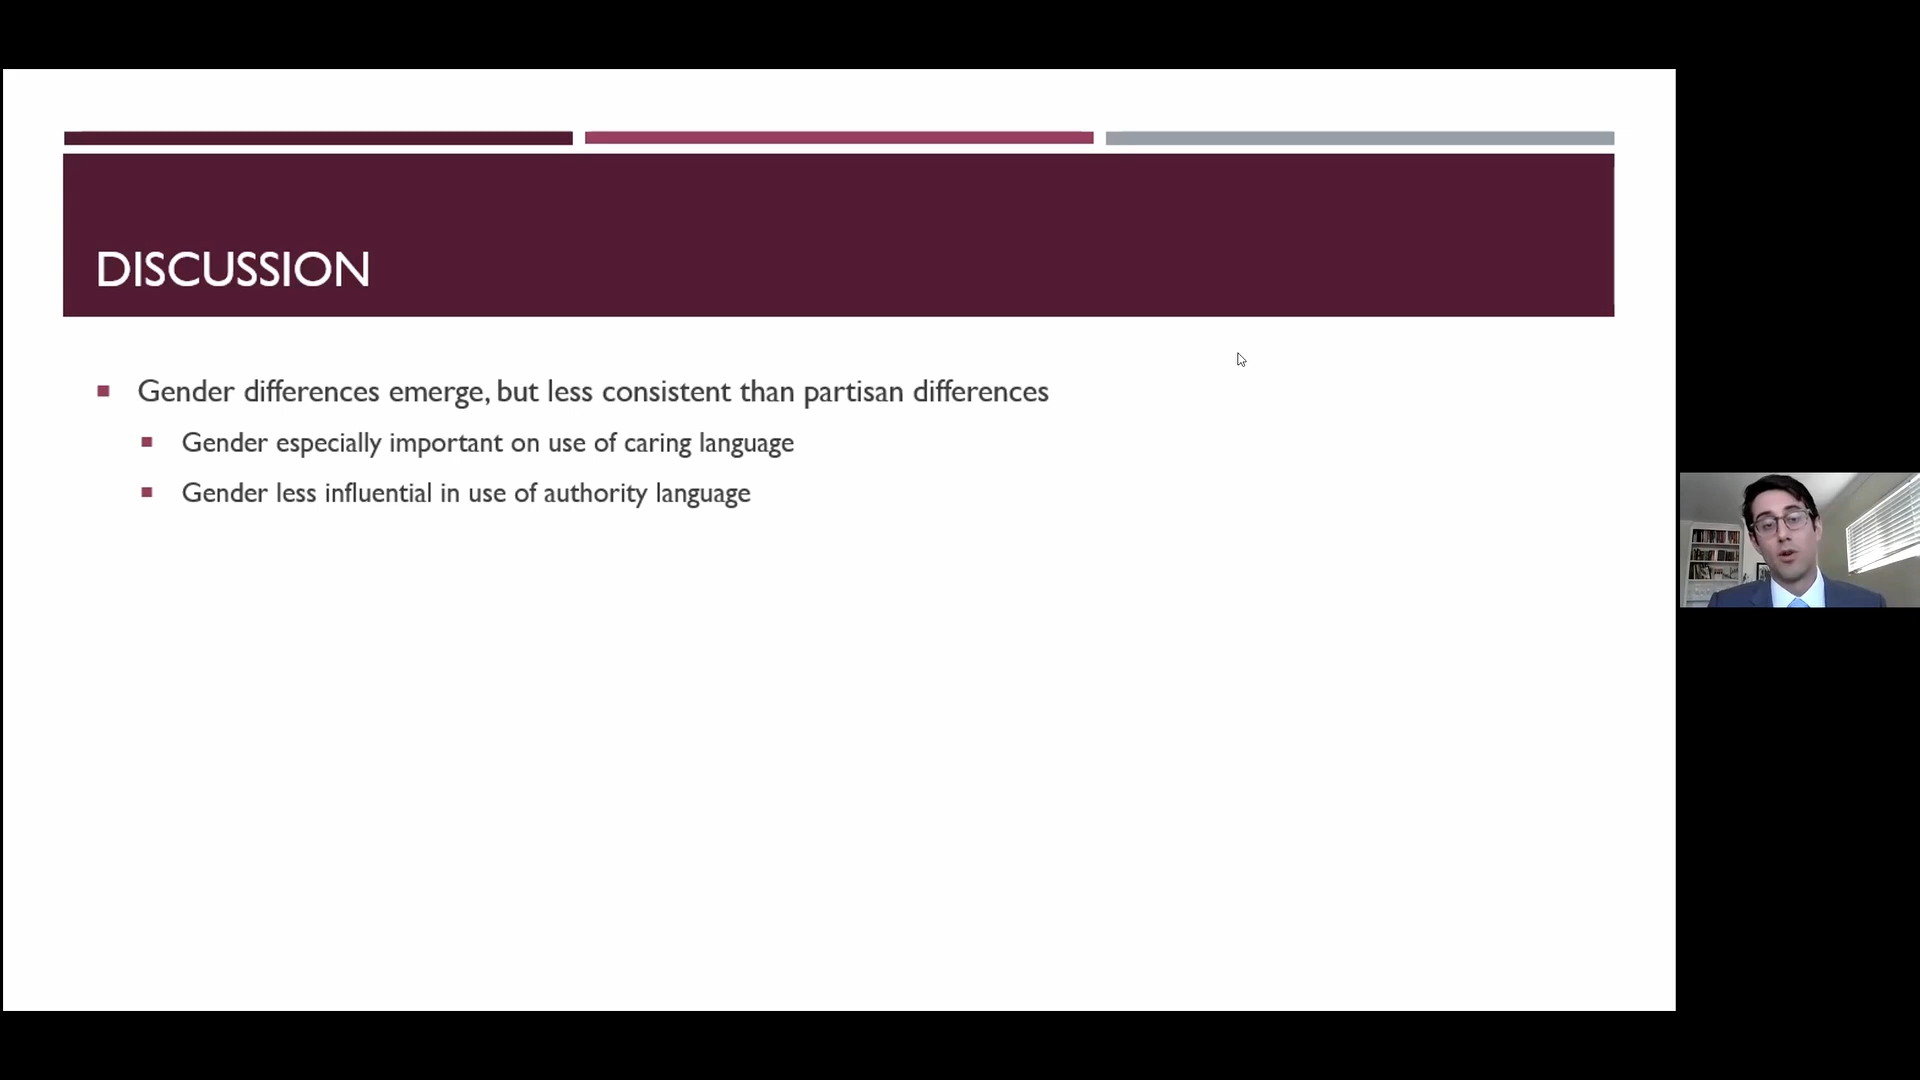 DISCUSSION
Gender differences emerge, but less consistent than partisan differences
Gender especially important on use of caring language
Gender less influential in use of authority language